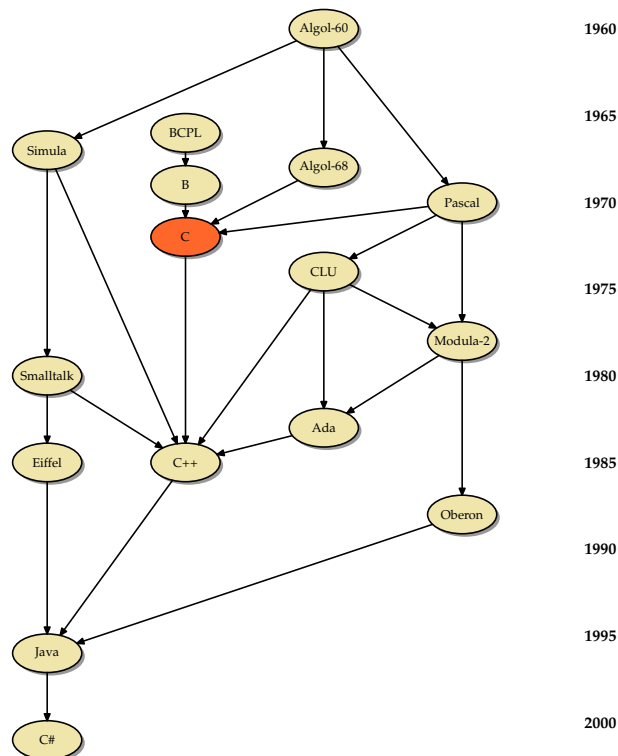 Algol-60
1960
1965
BCPL
Simula
Algol-68
B
Pascal
1970
C
CLU
1975
Modula-2
Smalltalk
1980
Ada
Eiffel
C++
1985
Oberon
1990
1995
Java
2000
C#